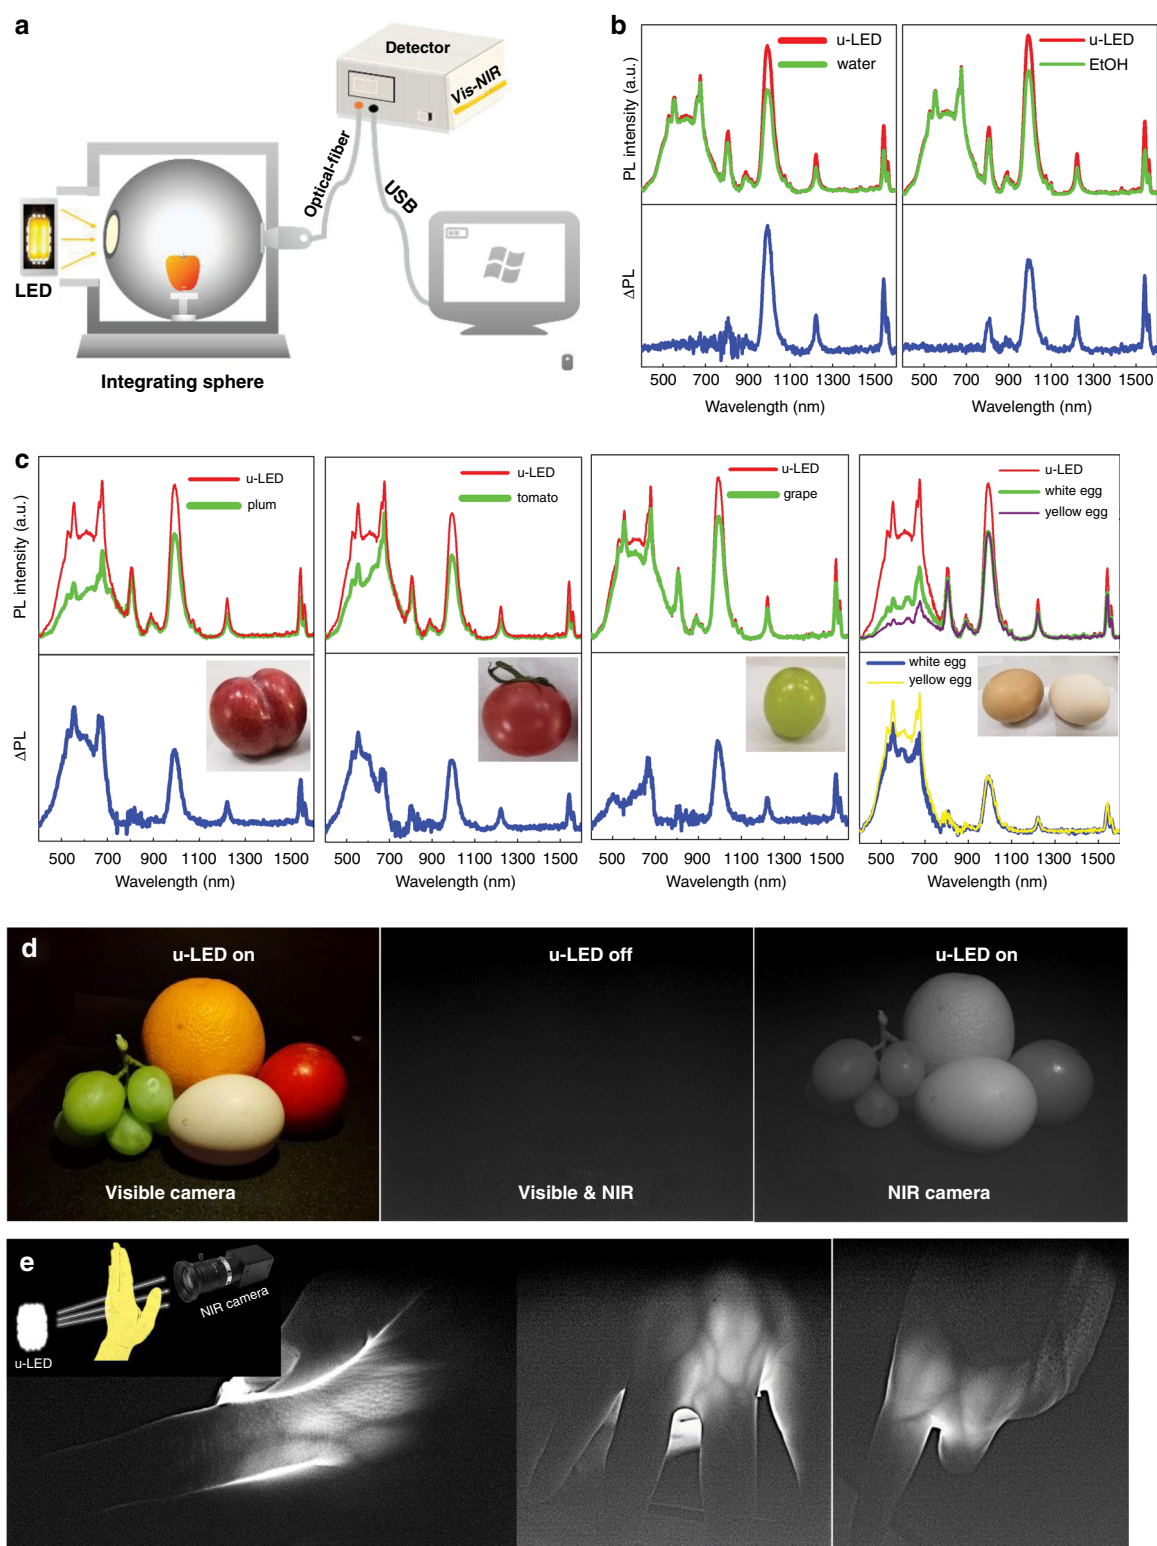 a
Detector
Vis-NIR
Optical-fiber
USB
LED
Integrating sphere
b
PL intensity (a.u.)
u-LED
water
u-LED
EtOH
ΔPL
500 700 900 1100 1300 1500
500 700 900 1100 1300 1500
Wavelength (nm)
Wavelength (nm)
c
PL intensity (a.u.)
u-LED
plum
u-LED
tomato
u-LED
grape
u-LED
white egg
yellow egg
ΔPL
white egg
yellow egg
500 700 900 1100 1300 1500
500 700 900 1100 1300 1500
500 700 900 1100 1300 1500
500 700 900 1100 1300 1500
Wavelength (nm)
Wavelength (nm)
Wavelength (nm)
Wavelength (nm)
d
u-LED on
u-LED off
u-LED on
Visible camera
Visible & NIR
NIR camera
e
NIR camera
u-LED